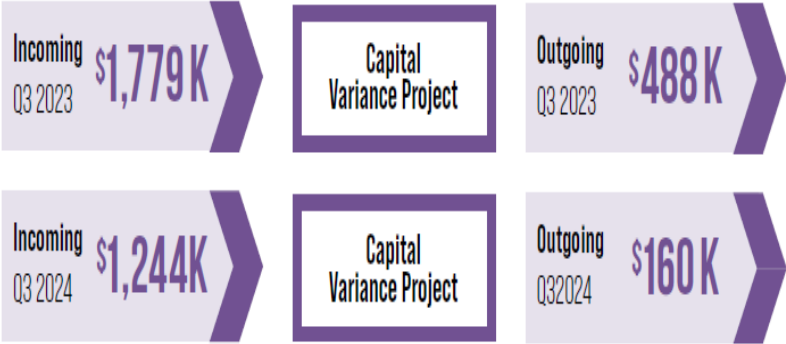 Incoming
Q3 2023
$1,779 K
Capital
Variance Project
Outgoing
Q3 2023
$488 K
Incoming
Q3 2024
$1,244K
Capital
Variance Project
Outgoing
Q32024
$160 K